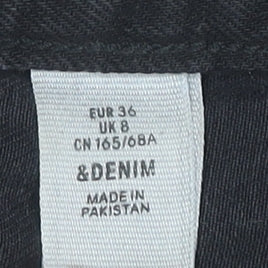 EUR 36
UK 8
CN 165/68A
&DENIM
MADE IN
PAKISTAN